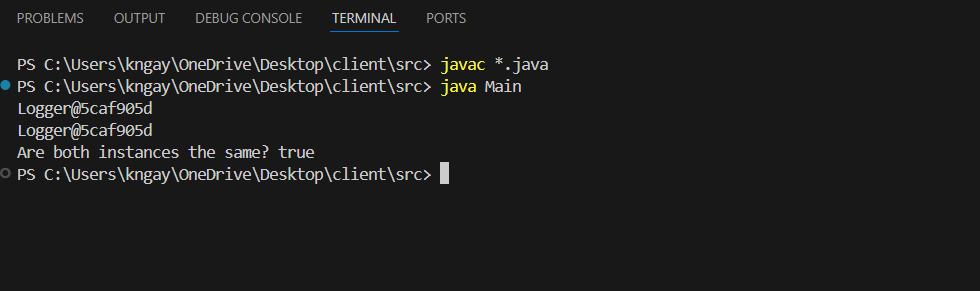 PROBLEMS OUTPUT DEBUG CONSOLE TERMINAL PORTS
PS C:\Users\kngay\OneDrive\Desktop\client\src> javac *.java
PS C:\Users\kngay\OneDrive\Desktop\client\src> java Main
Logger@5caf905d
Logger@5caf905d
Are both instances the same? true
PS C:\Users\kngay\OneDrive\Desktop\client\src>